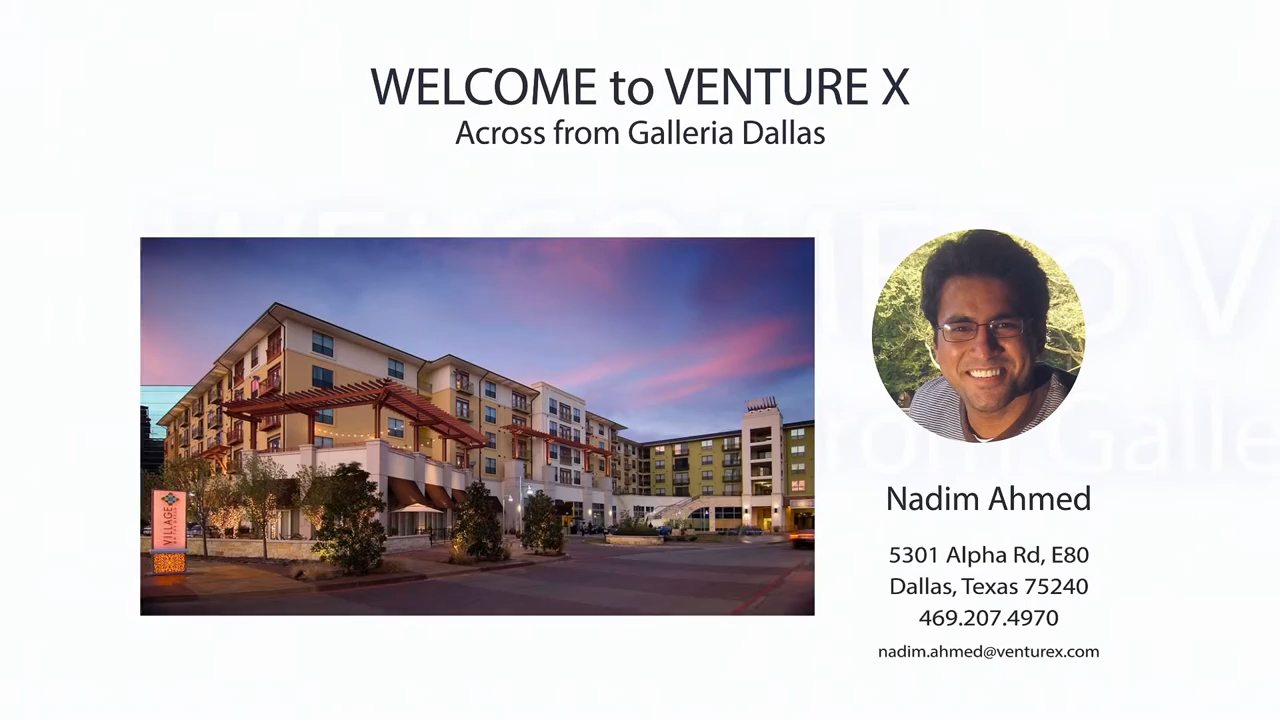 WELCOME to VENTURE X
Across from Galleria Dallas
VILLAGE
Nadim Ahmed
5301 Alpha Rd, E80
Dallas, Texas 75240
469.207.4970
nadim.ahmed@venturex.com